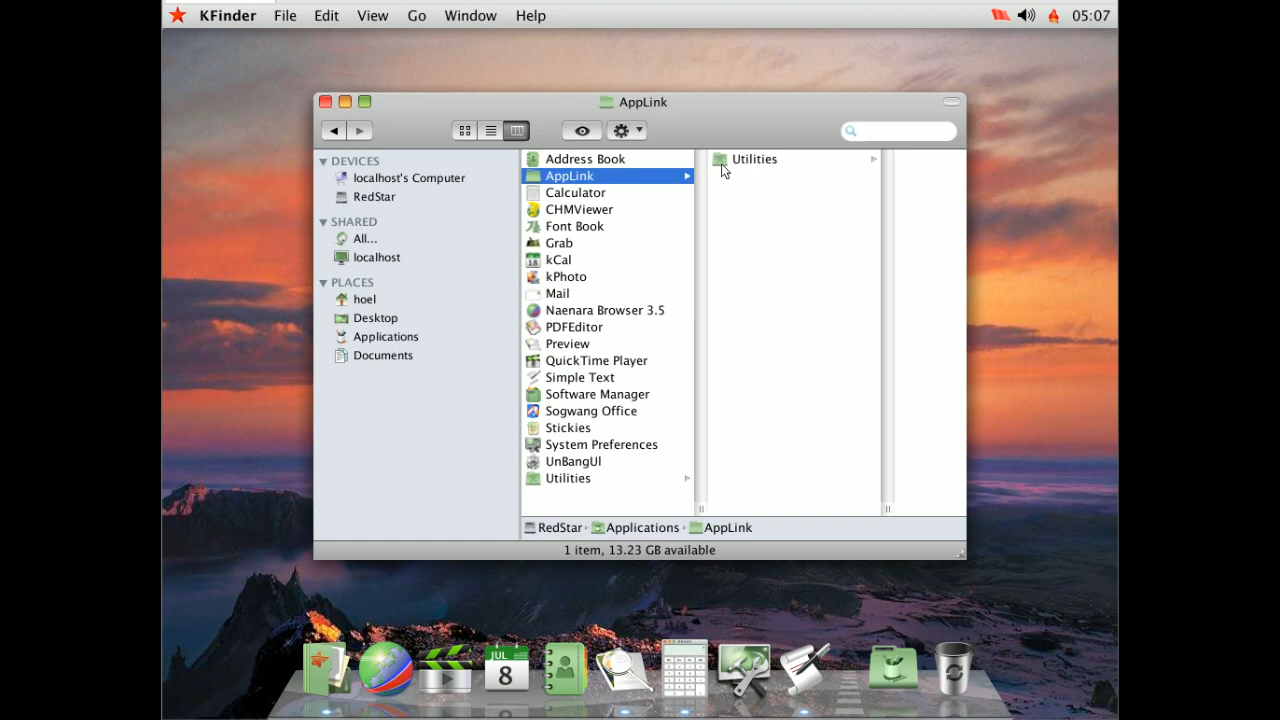 KFinder File Edit View Go Window Help 05:07
AppLink
DEVICES
localhost's Computer
RedStar
SHARED
All...
localhost
PLACES
hoel
Desktop
Applications
Documents
Address Book
AppLink
Calculator
CHMViewer
Font Book
Grab
kCal
kPhoto
Mail
Naenara Browser 3.5
PDFEditor
Preview
QuickTime Player
Simple Text
Software Manager
Sogwang Office
Stickies
System Preferences
UnBangUI
Utilities
Utilities
RedStar Applications AppLink
1 item, 13.23 GB available
JUL
8